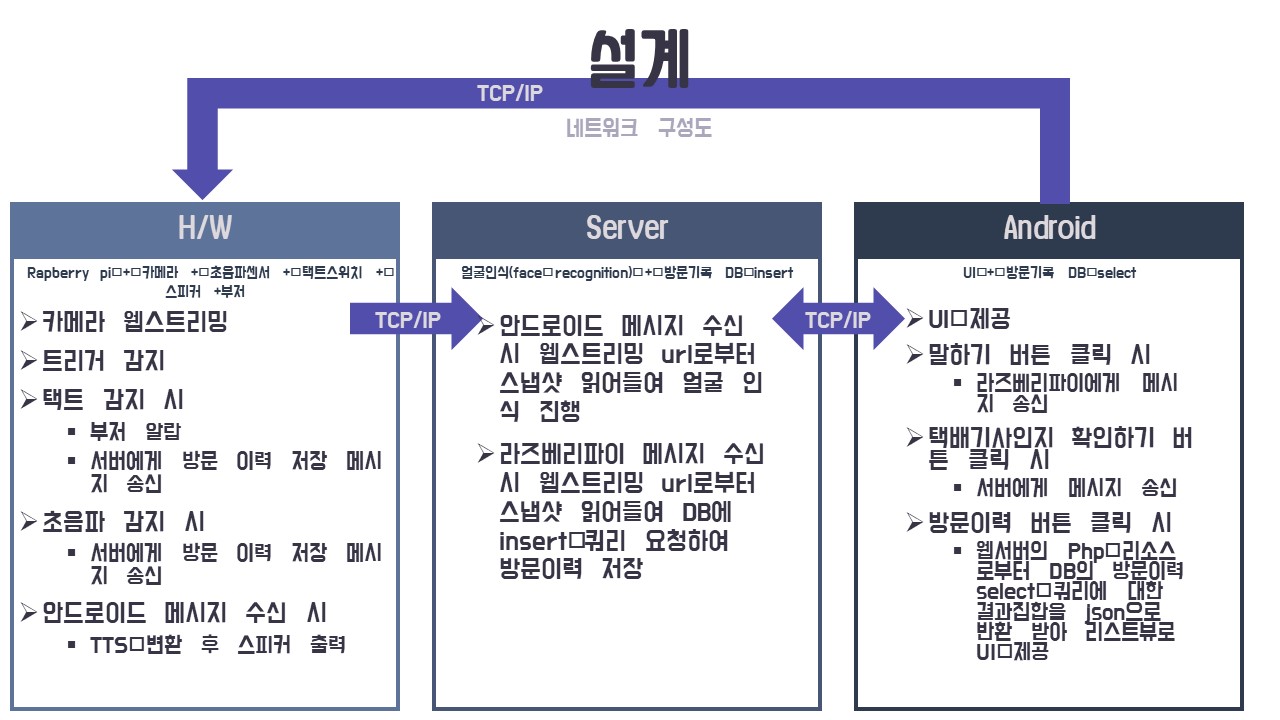 설계
TCP/IP
네트워크 구성도
H/W
Rapberry pi□+□카메라 +□초음파센서 +□택트스위치 +□
스피커 +부저
➢카메라 웹스트리밍
➢트리거 감지
➢택트 감지 시
▪ 부저 알람
▪ 서버에게 방문 이력 저장 메시
지 송신
➢초음파 감지 시
▪ 서버에게 방문 이력 저장 메시
지 송신
➢안드로이드 메시지 수신 시
▪ TTS□변환 후 스피커 출력
TCP/IP
Server
얼굴인식(face□recognition)□+□방문기록 DB□insert
➢안드로이드 메시지 수신
시 웹스트리밍 url로부터
스냅샷 읽어들여 얼굴 인
식 진행
➢라즈베리파이 메시지 수신
시 웹스트리밍 url로부터
스냅샷 읽어들여 DB에
insert□쿼리 요청하여
방문이력 저장
TCP/IP
Android
UI□+□방문기록 DB□select
➢UI□제공
➢말하기 버튼 클릭 시
▪ 라즈베리파이에게 메시
지 송신
➢택배기사인지 확인하기 버
튼 클릭 시
▪ 서버에게 메시지 송신
➢방문이력 버튼 클릭 시
▪ 웹서버의 Php□리소스
로부터 DB의 방문이력
select□쿼리에 대한
결과집합을 json으로
반환 받아 리스트뷰로
UI□제공